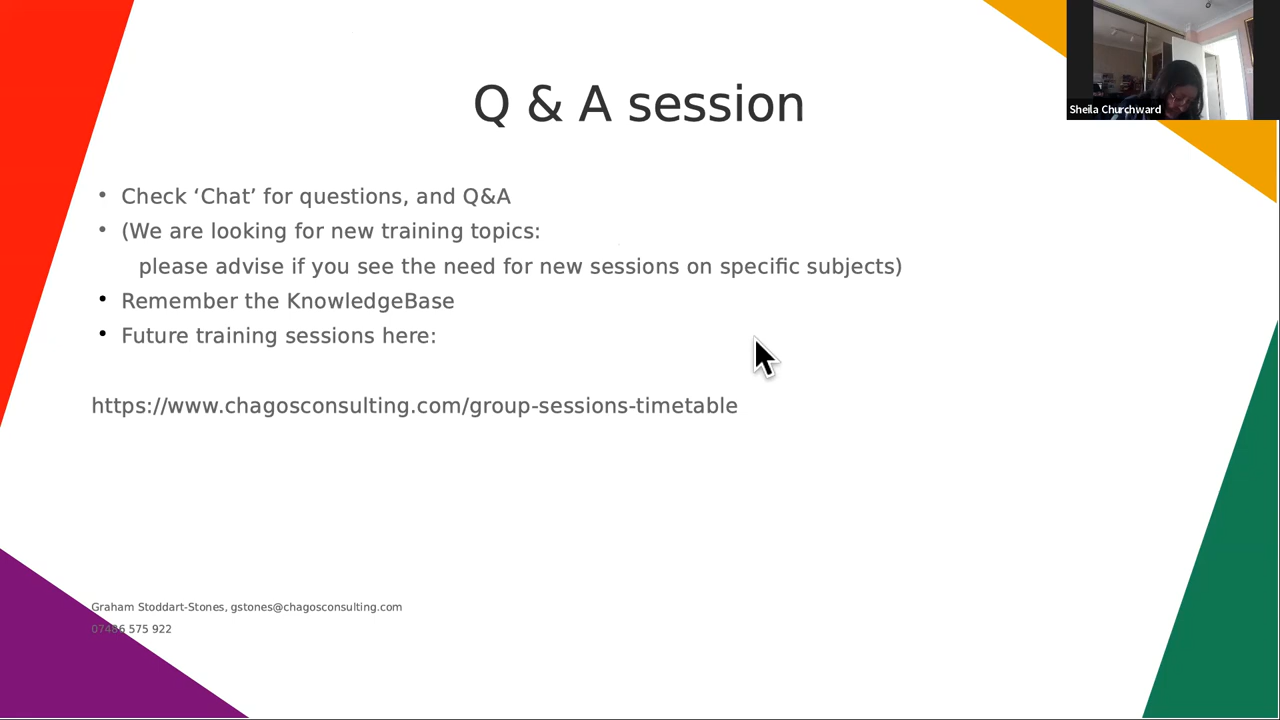 Q & A session
Sheila Churchward
• Check ‘Chat’ for questions, and Q&A
• (We are looking for new training topics:
please advise if you see the need for new sessions on specific subjects)
• Remember the KnowledgeBase
• Future training sessions here:
https://www.chagosconsulting.com/group-sessions-timetable
Graham Stoddart-Stones, gstones@chagosconsulting.com
07486 575 922